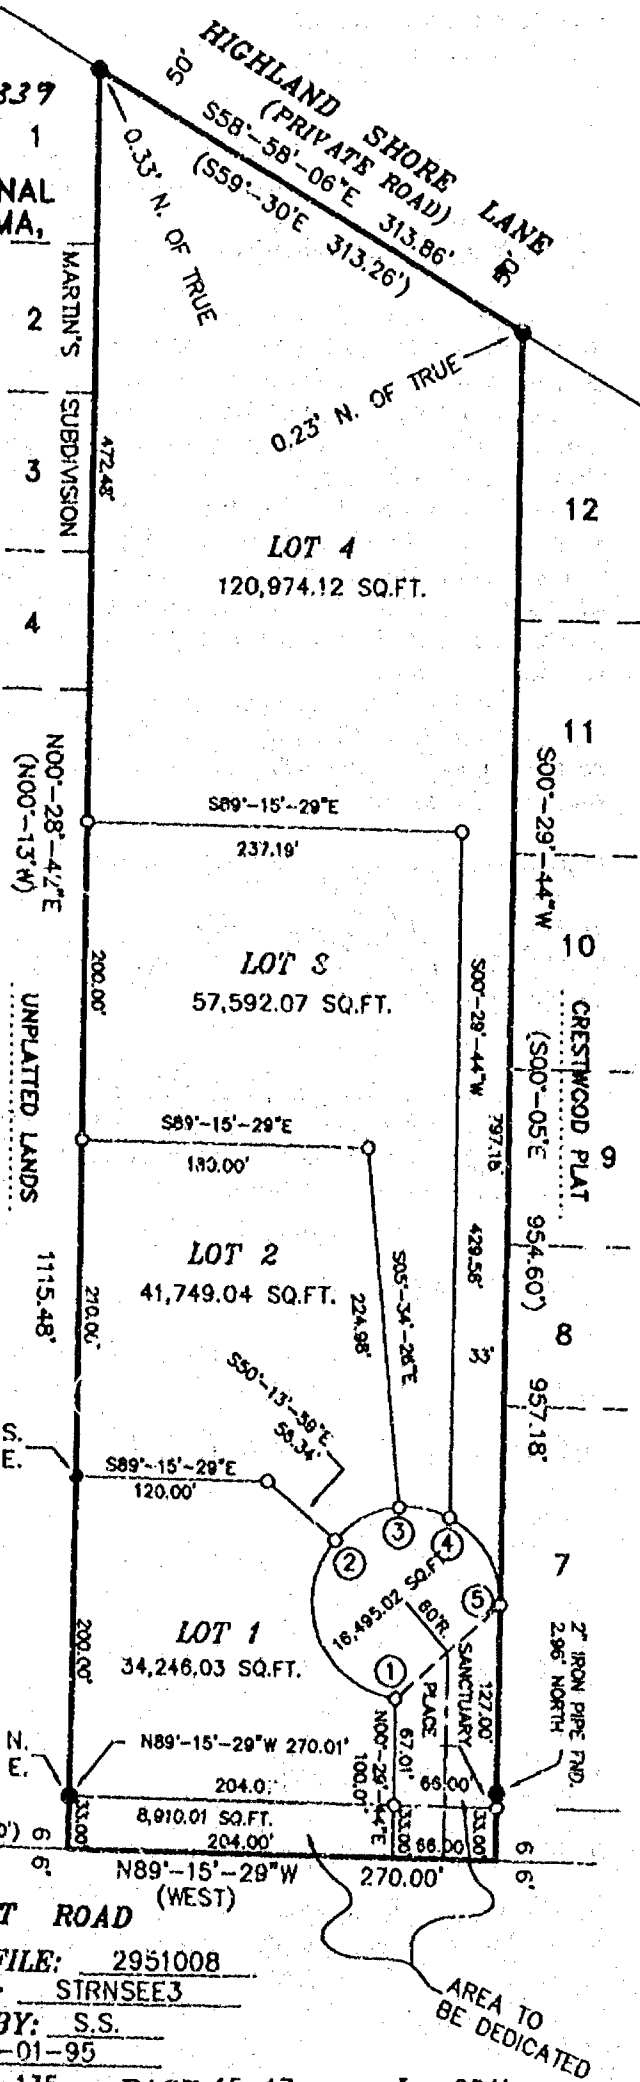 339
1
NAL
MA,
HIGHLAND SHORE LANE
(PRIVATE ROAD)
50'
S58°-58'-06"E 313.86'
(S59°-30'E 313.26')
0.33' N. OF TRUE
0.23' N. OF TRUE
2
MARTIN'S
SUBDIVISION
3
4
472.48'
LOT 4
120,974.12 SQ.FT.
12
11
N00°-28'-42"E
(N00°-13'W)
S89°-15'-29"E
237.19'
S00°-29'-44"W
10
LOT 3
57,592.07 SQ.FT.
200.00'
UNPLATTED LANDS
S00°-29'-44"W
797.18'
(S00°-05'E 954.60')
CRESTWOOD PLAT
9
S89°-15'-29"E
180.00'
LOT 2
41,749.04 SQ.FT.
1115.48'
210.00'
S05°-34'-26"E
224.98'
429.58'
33'
957.18'
8
S50°-13'-59"E
58.34'
S.
E.
S89°-15'-29"E
120.00'
2
3
4
5
7
16,495.02 SQ.FT.
60'R.
LOT 1
34,246.03 SQ.FT.
200.00'
1
SANCTUARY
PLACE
127.00'
2" IRON PIPE FND.
2.96' NORTH
N.
E.
N89°-15'-29"W 270.01'
67.01'
N00°-29'-44"E
100.01'
204.0
66.00'
8,910.01 SQ.FT.
33.00'
33.00'
33.00'
204.00'
66.00'
0')
6
6'
6
6'
N89°-15'-29"W
270.00'
(WEST)
T ROAD
FILE: 2951008
STRNSEE3
BY: S.S.
-01-95
AREA TO
BE DEDICATED